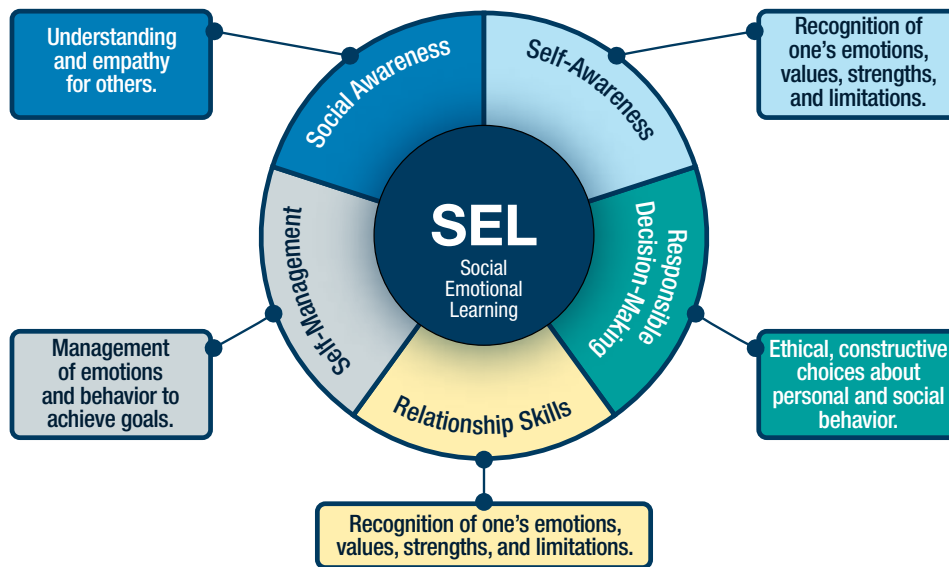 Understanding
and empathy
for others.
Social Awareness
Self-Awareness
Recognition of
one's emotions,
values, strengths,
and limitations.
SEL
Social
Emotional
Learning
Self-Management
Responsible
Decision-Making
Management
of emotions
and behavior to
achieve goals.
Relationship Skills
Ethical, constructive
choices about
personal and social
behavior.
Recognition of one's emotions,
values, strengths, and limitations.